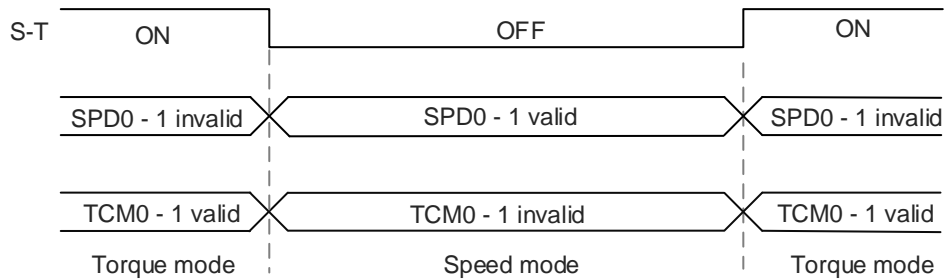 S-T ON OFF ON
SPD0 - 1 invalid SPD0 - 1 valid SPD0 - 1 invalid
TCM0 - 1 valid TCM0 - 1 invalid TCM0 - 1 valid
Torque mode Speed mode Torque mode